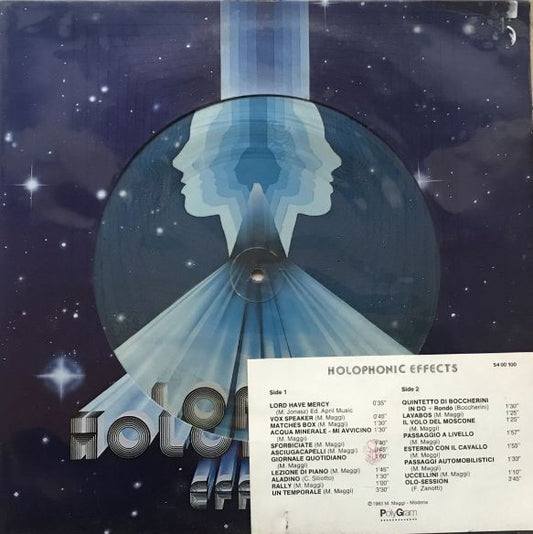 HOLOPHONIC EFFECTS
54 00 100
Side 1
LORD HAVE MERCY 0'35"
(M. Jonasz) Ed. April Music
VOX SPEAKER (M. Maggi) 0'45"
MATCHES BOX (M. Maggi) 1'30"
ACQUA MINERALE - MI AVVICINO 1'30"
(M. Maggi)
SFORBICIATE (M. Maggi)
ASCIUGACAPELLI (M. Maggi)
GIORNALE QUOTIDIANO
(M. Maggi)
LEZIONE DI PIANO (M. Maggi) 1'45"
ALADINO (C. Siliotto) 1'30"
RALLY (M. Maggi) 1'00"
UN TEMPORALE (M. Maggi) 3'30"
Side 2
QUINTETTO DI BOCCHERINI
IN DO ÷ Rondo (Boccherini) 1'30"
LAVABOS (M. Maggi) 1'25"
IL VOLO DEL MOSCONE 1'20"
(M. Maggi)
PASSAGGIO A LIVELLO 1'57"
(M. Maggi)
ESTERNO CON IL CAVALLO 1'55"
(M. Maggi)
PASSAGGI AUTOMOBILISTICI 1'30"
(M. Maggi)
UCCELLINI (M. Maggi) 1'10"
OLO-SESSION 3'45"
(F. Zanotti)
℗ 1983 M. Maggi - Modena
PolyGram